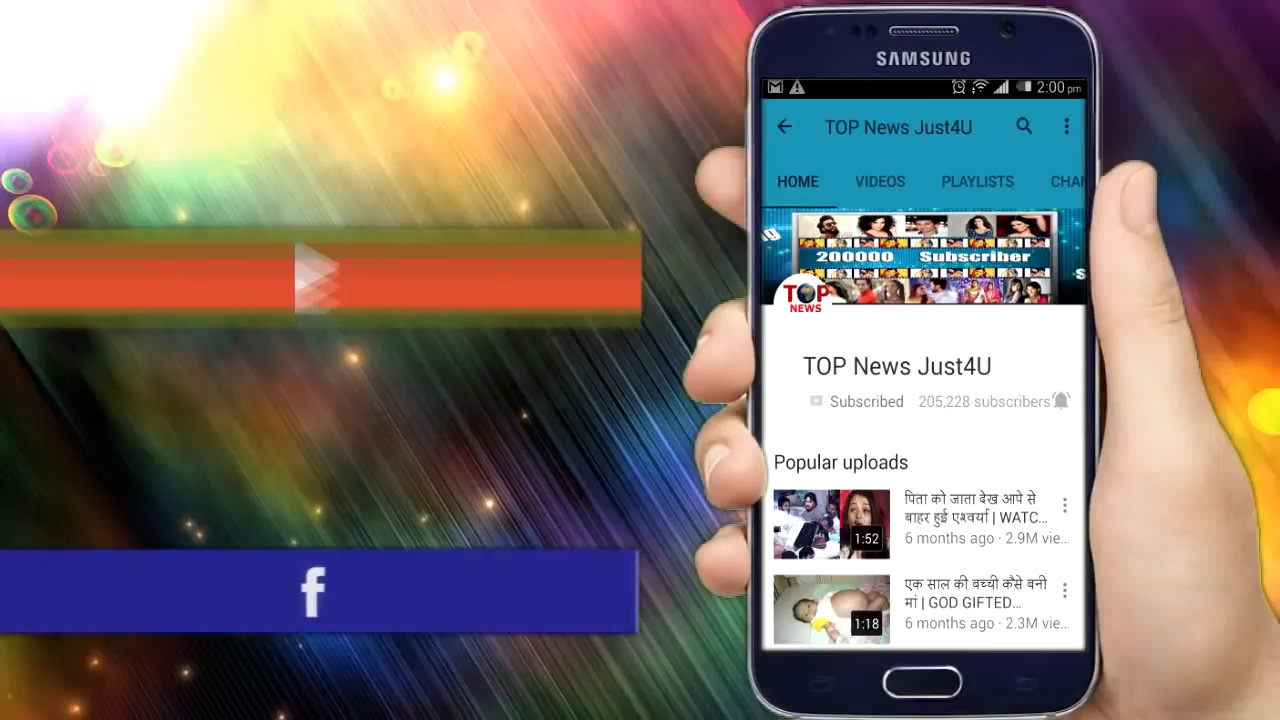 SAMSUNG
2:00 pm
TOP News Just4U
HOME VIDEOS PLAYLISTS CHAN
200000 Subscriber
TOP
NEWS
TOP News Just4U
Subscribed 205,228 subscribers
Popular uploads
पिता को जाता देख आपे से
बाहर हुई एश्वर्या | WATC...
6 months ago · 2.9M vie...
1:52
एक साल की बच्ची कैसे बनी
मां | GOD GIFTED...
6 months ago · 2.3M vie...
1:18
f